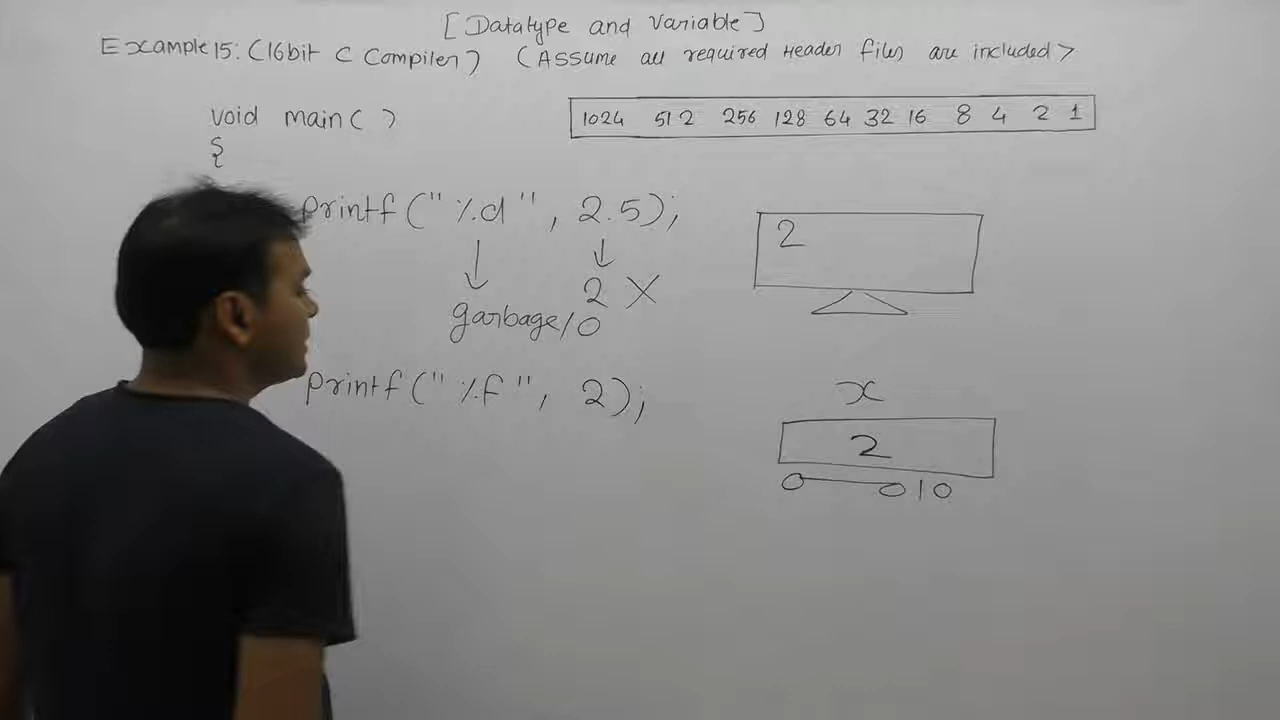 [Datatype and Variable]
Example 15: (16bit C Compiler) (Assume all required Header files are included>
void main( )
{
1024 512 256 128 64 32 16 8 4 2 1
printf("%d", 2.5);
2
2 X
garbage/0
printf("%f", 2);
x
2
0 010